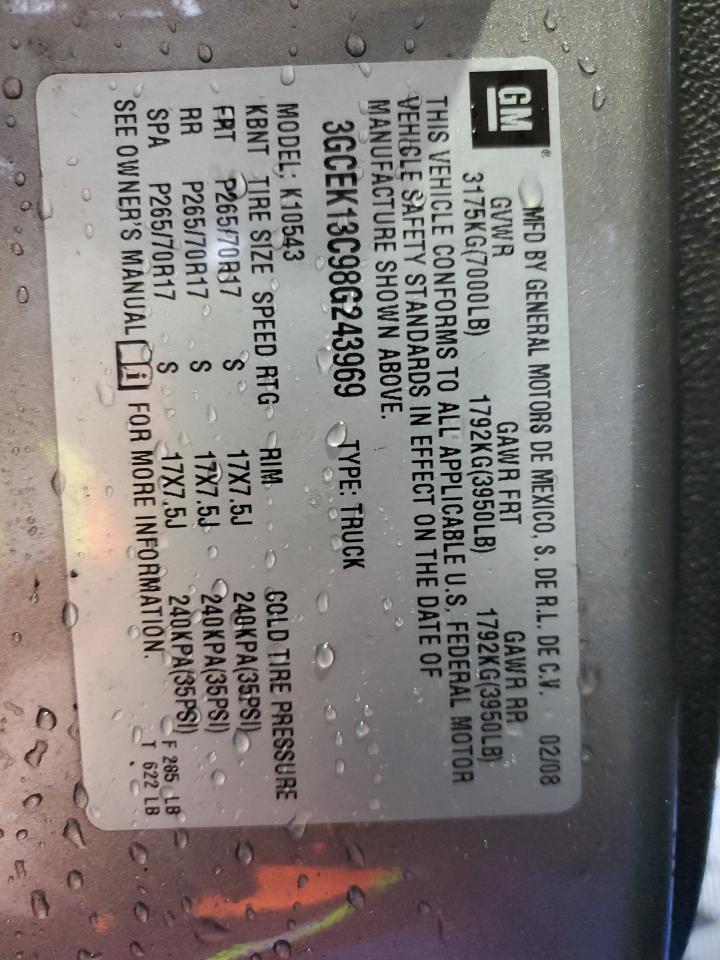 GM ®
MFD BY GENERAL MOTORS DE MEXICO, S. DE R.L. DE C.V. 02/08
GVWR GAWR FRT GAWR RR
3175KG(7000LB) 1792KG(3950LB) 1792KG(3950LB)
THIS VEHICLE CONFORMS TO ALL APPLICABLE U.S. FEDERAL MOTOR
VEHICLE SAFETY STANDARDS IN EFFECT ON THE DATE OF
MANUFACTURE SHOWN ABOVE.
3GCEK13C98G243969 TYPE: TRUCK
MODEL: K10543
KBNT TIRE SIZE SPEED RTG RIM COLD TIRE PRESSURE
FRT P265/70R17 S 17X7.5J 240KPA(35PSI)
RR P265/70R17 S 17X7.5J 240KPA(35PSI)
SPA P265/70R17 S 17X7.5J 240KPA(35PSI)
SEE OWNER'S MANUAL i FOR MORE INFORMATION.
F 285 LB
T 622 LB